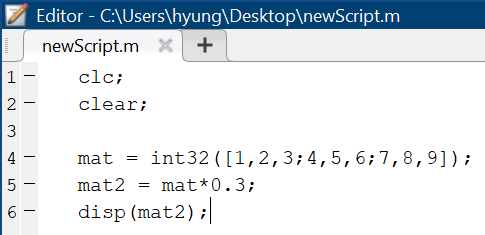 Editor - C:\Users\hyung\Desktop\newScript.m
newScript.m × +
1 – clc;
2 – clear;
3
4 – mat = int32([1,2,3;4,5,6;7,8,9]);
5 – mat2 = mat*0.3;
6 – disp(mat2);